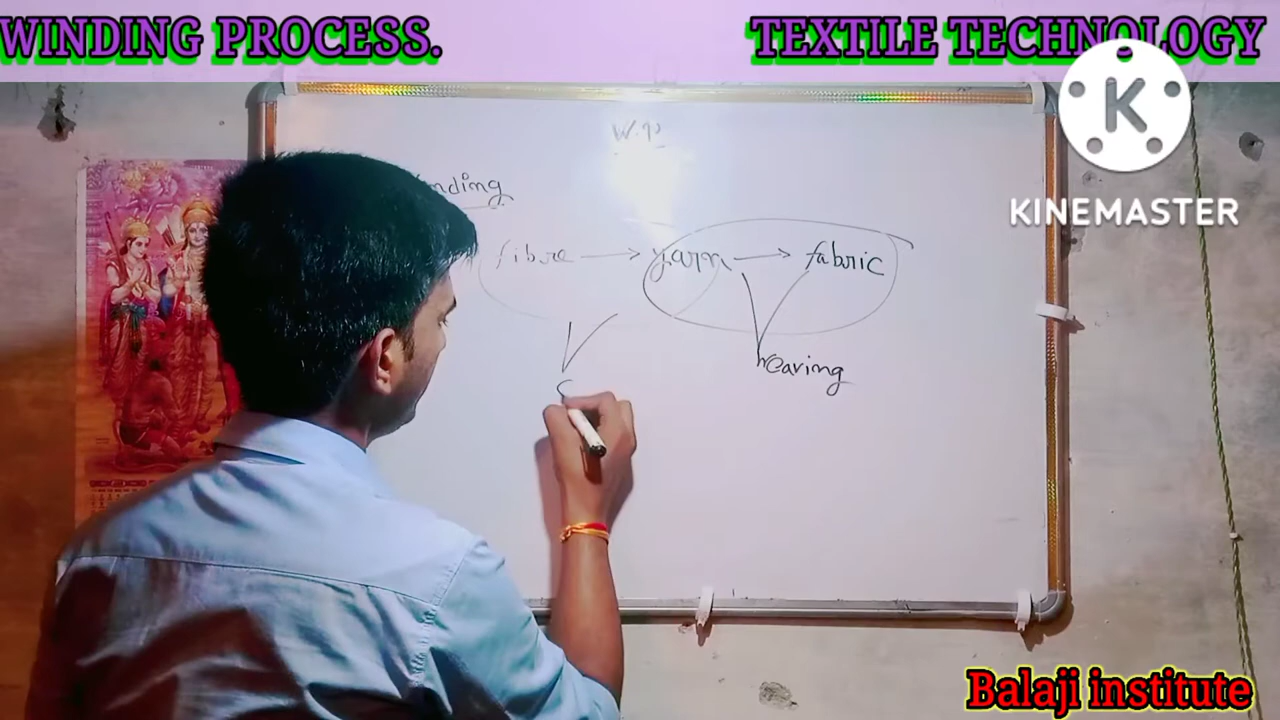 WINDING PROCESS.
TEXTILE TECHNOLOGY
K
KINEMASTER
W.P
nding
fibre → yarn → fabric
weaving
S
Balaji institute